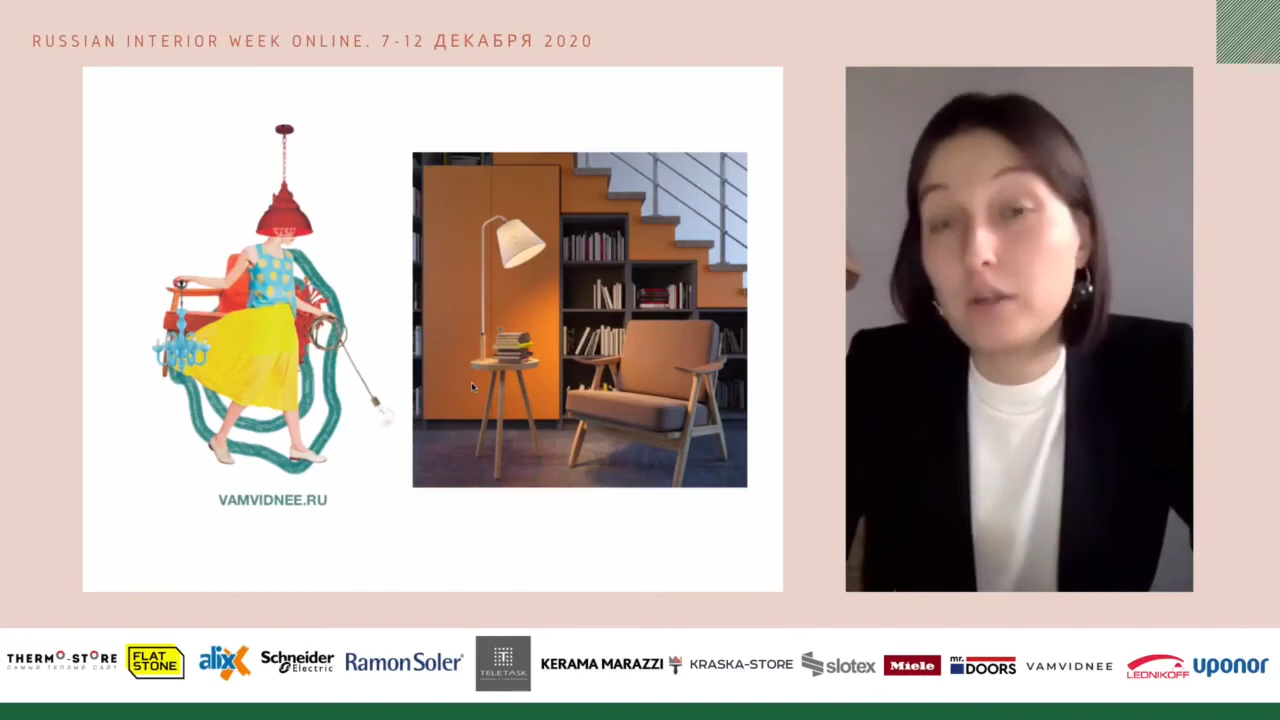 RUSSIAN INTERIOR WEEK ONLINE. 7-12 ДЕКАБРЯ 2020
VAMVIDNEE.RU
THERMO-STORE
САМЫЙ ТЕПЛЫЙ САЙТ
FLAT
STONE
alix
Schneider
Electric
Ramon Soler
TELETASK
KERAMA MARAZZI
KRASKA-STORE
slotex
Miele
mr.
DOORS
VAMVIDNEE
LEDNIKOFF
uponor